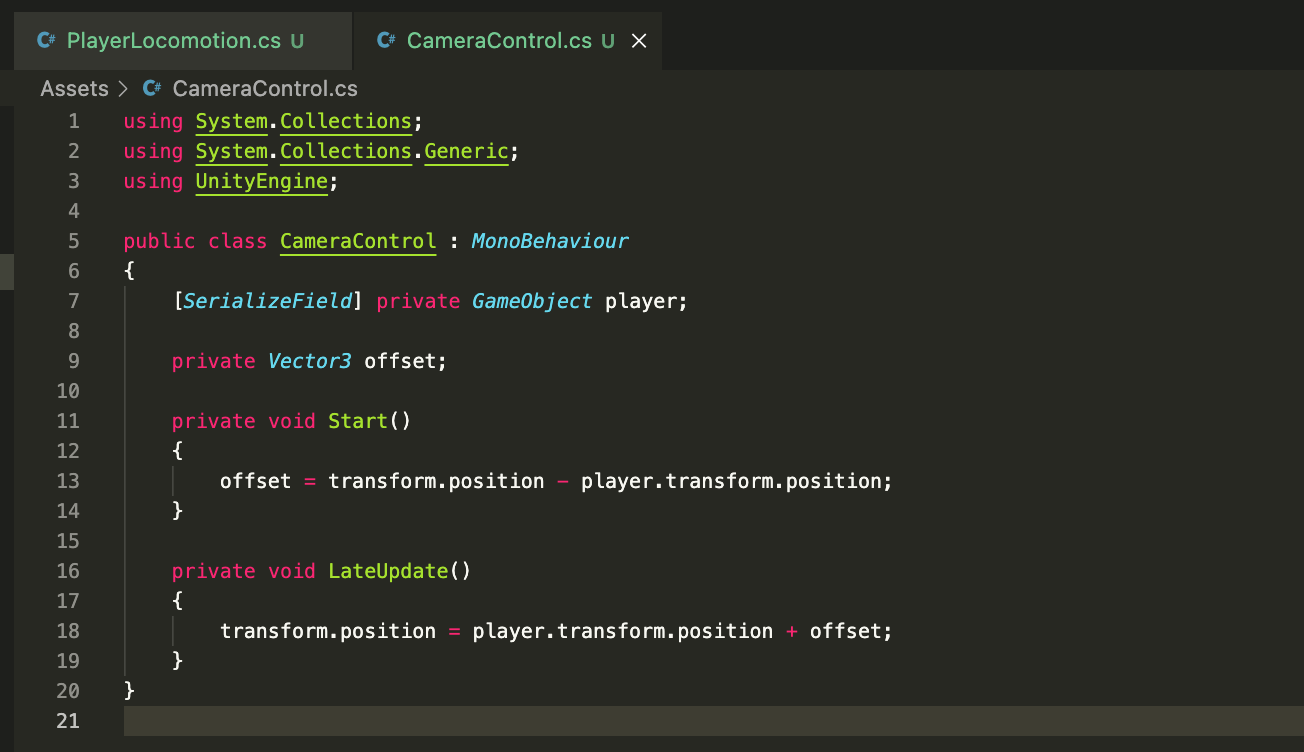 C# PlayerLocomotion.cs U C# CameraControl.cs U ×
Assets > C# CameraControl.cs
1 using System.Collections;
2 using System.Collections.Generic;
3 using UnityEngine;
4
5 public class CameraControl : MonoBehaviour
6 {
7     [SerializeField] private GameObject player;
8
9     private Vector3 offset;
10
11     private void Start()
12     {
13         offset = transform.position - player.transform.position;
14     }
15
16     private void LateUpdate()
17     {
18         transform.position = player.transform.position + offset;
19     }
20 }
21